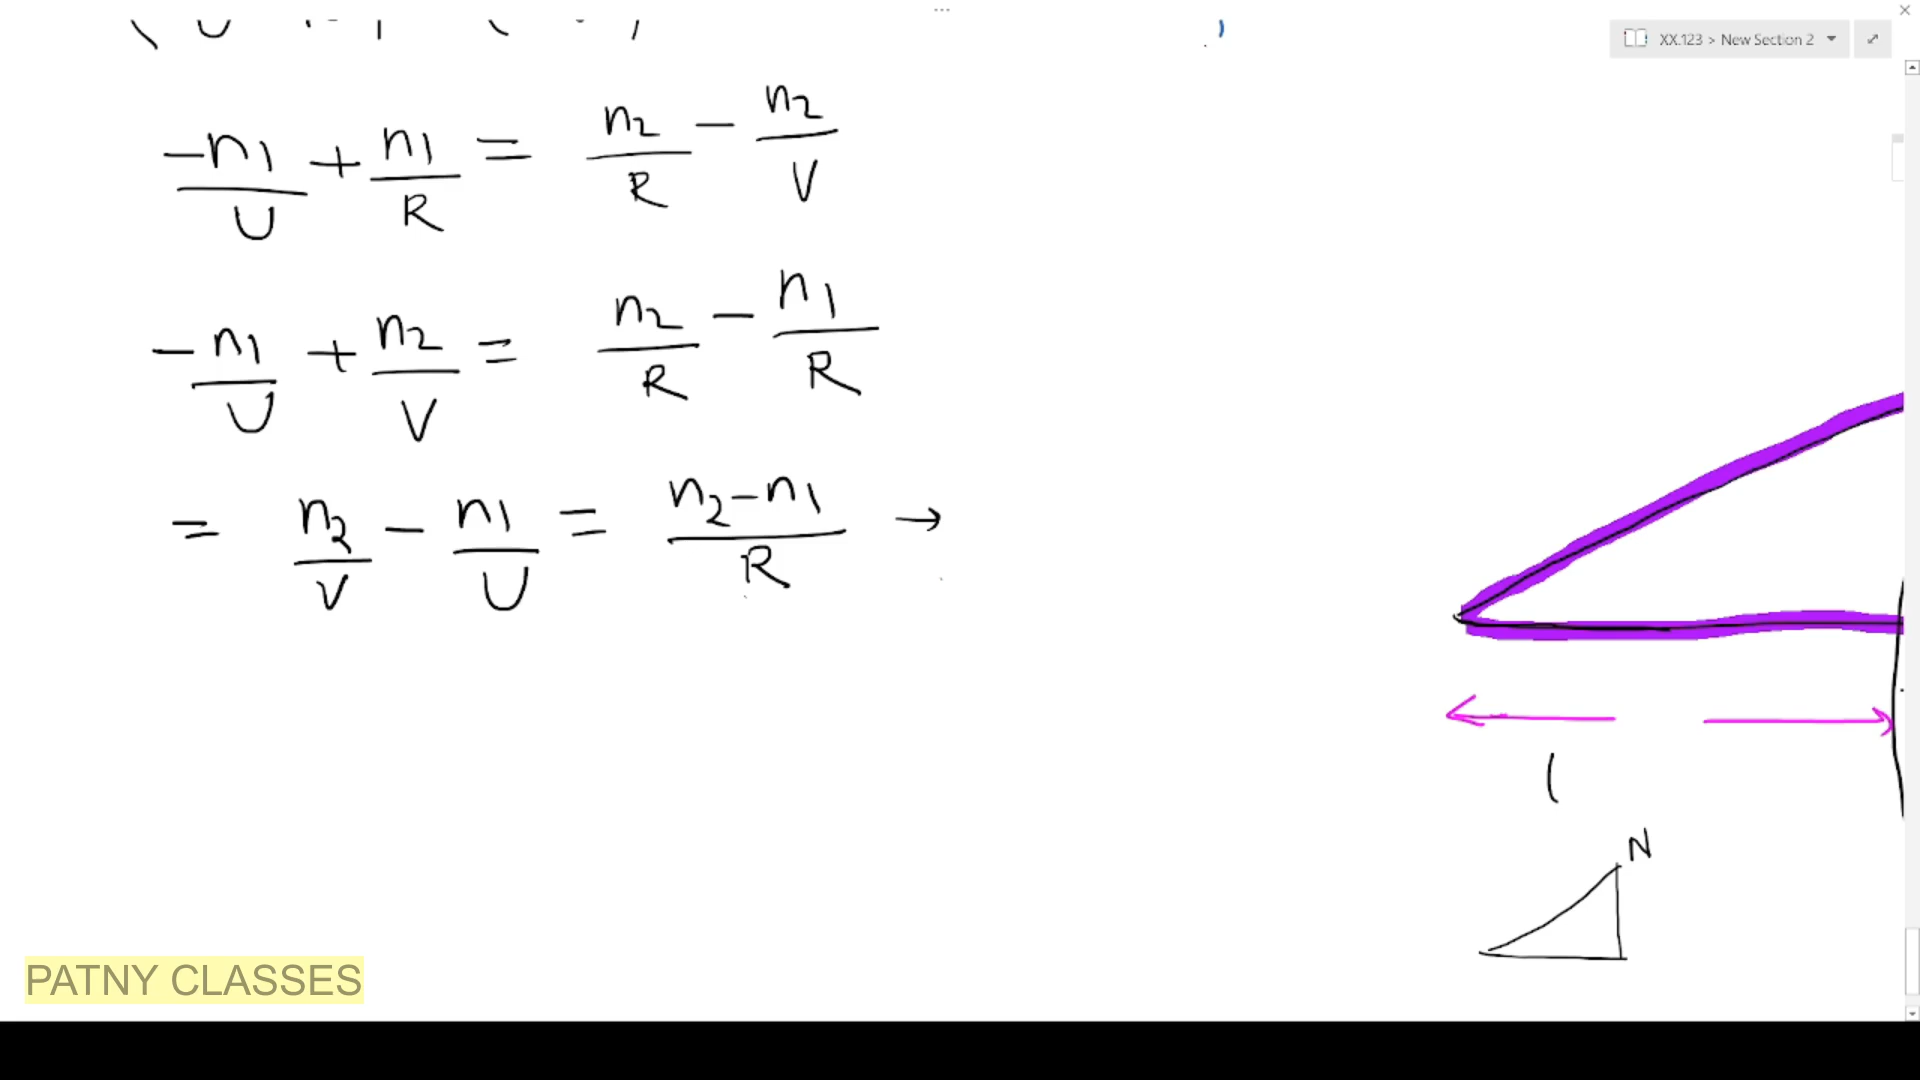 XX.123 > New Section 2
-n1/U + n1/R = n2/R - n2/V
-n1/U + n2/V = n2/R - n1/R
= n2/V - n1/U = n2-n1/R →
(
N
PATNY CLASSES